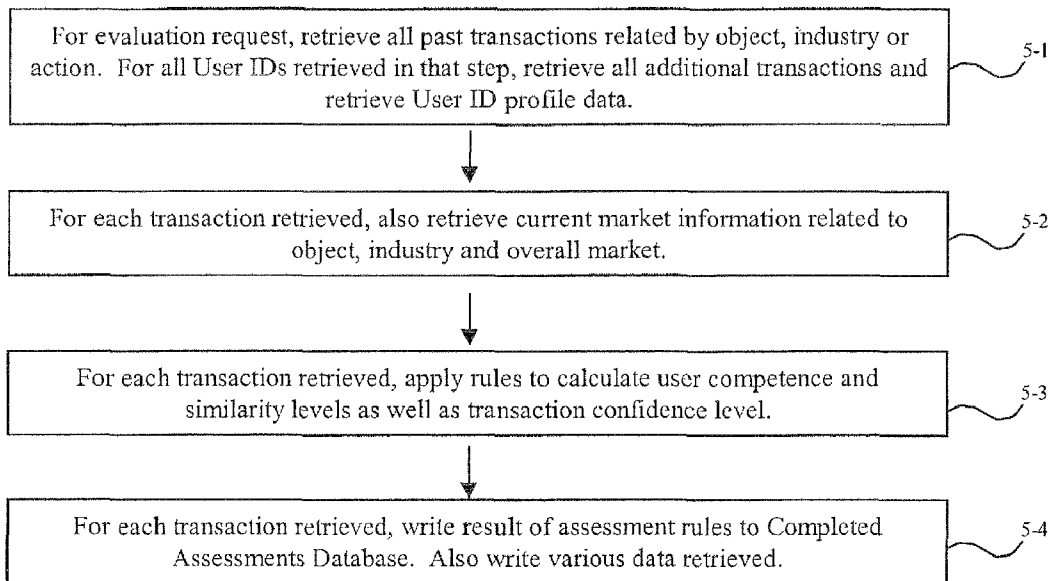 For evaluation request, retrieve all past transactions related by object, industry or
action. For all User IDs retrieved in that step, retrieve all additional transactions and
retrieve User ID profile data.
5-1
For each transaction retrieved, also retrieve current market information related to
object, industry and overall market.
5-2
For each transaction retrieved, apply rules to calculate user competence and
similarity levels as well as transaction confidence level.
5-3
For each transaction retrieved, write result of assessment rules to Completed
Assessments Database. Also write various data retrieved.
5-4